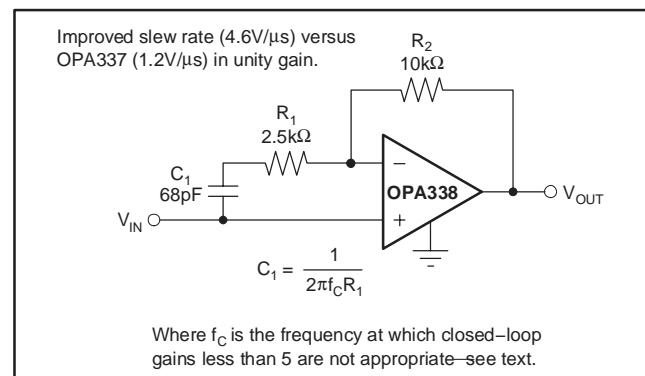 Improved slew rate (4.6V/µs) versus
OPA337 (1.2V/µs) in unity gain.
R2
10kΩ
R1
2.5kΩ
C1
68pF
−
OPA338
+
VIN
VOUT
C1 = 1 / 2πfCR1
Where fC is the frequency at which closed–loop
gains less than 5 are not appropriate—see text.